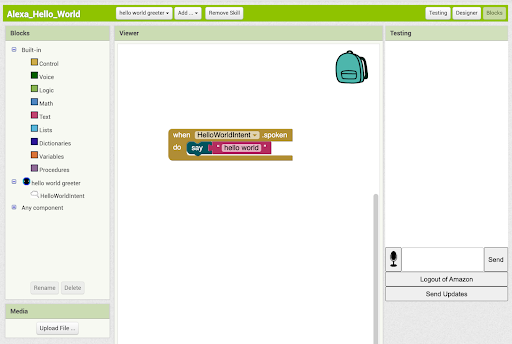 Alexa_Hello_World
hello world greeter Add ... Remove Skill Testing Designer Blocks
Blocks
Built-in
Control
Voice
Logic
Math
Text
Lists
Dictionaries
Variables
Procedures
hello world greeter
HelloWorldIntent
Any component
Rename Delete
Media
Upload File ...
Viewer
when HelloWorldIntent .spoken
do say " hello world "
Testing
Send
Logout of Amazon
Send Updates